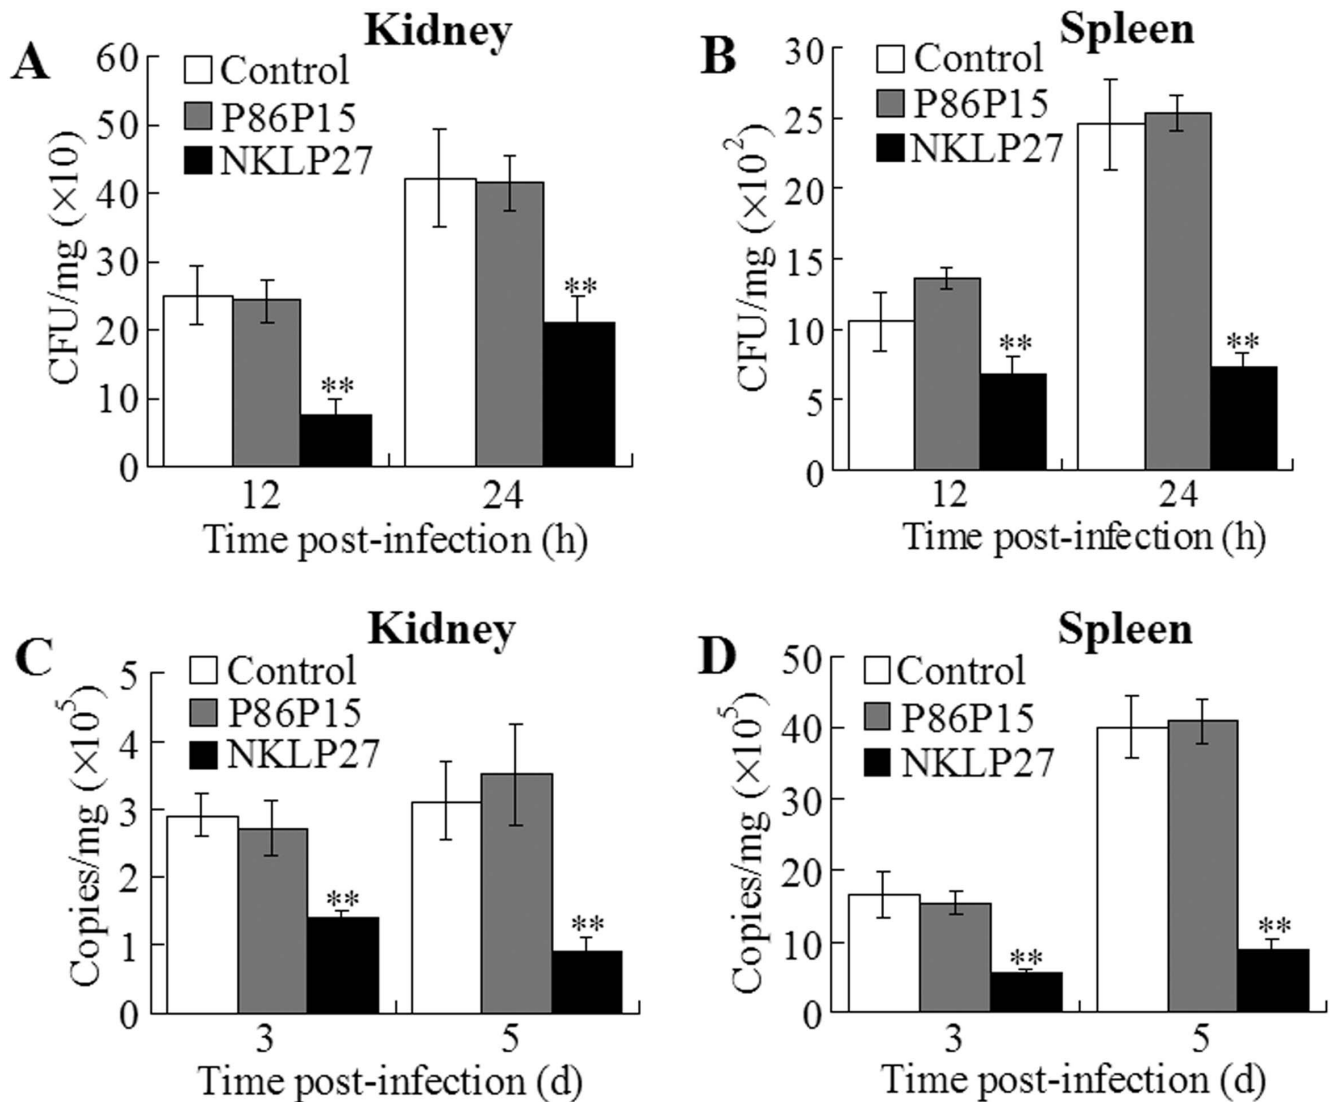 A
Kidney
Control
P86P15
NKLP27
CFU/mg (×10)
60
50
40
30
20
10
0
12
24
Time post-infection (h)
B
Spleen
Control
P86P15
NKLP27
CFU/mg (×10²)
30
25
20
15
10
5
0
12
24
Time post-infection (h)
**
**
**
**
C
Kidney
Control
P86P15
NKLP27
Copies/mg (×10⁵)
5
4
3
2
1
0
3
5
Time post-infection (d)
**
**
D
Spleen
Control
P86P15
NKLP27
Copies/mg (×10⁵)
50
40
30
20
10
0
3
5
Time post-infection (d)
**
**